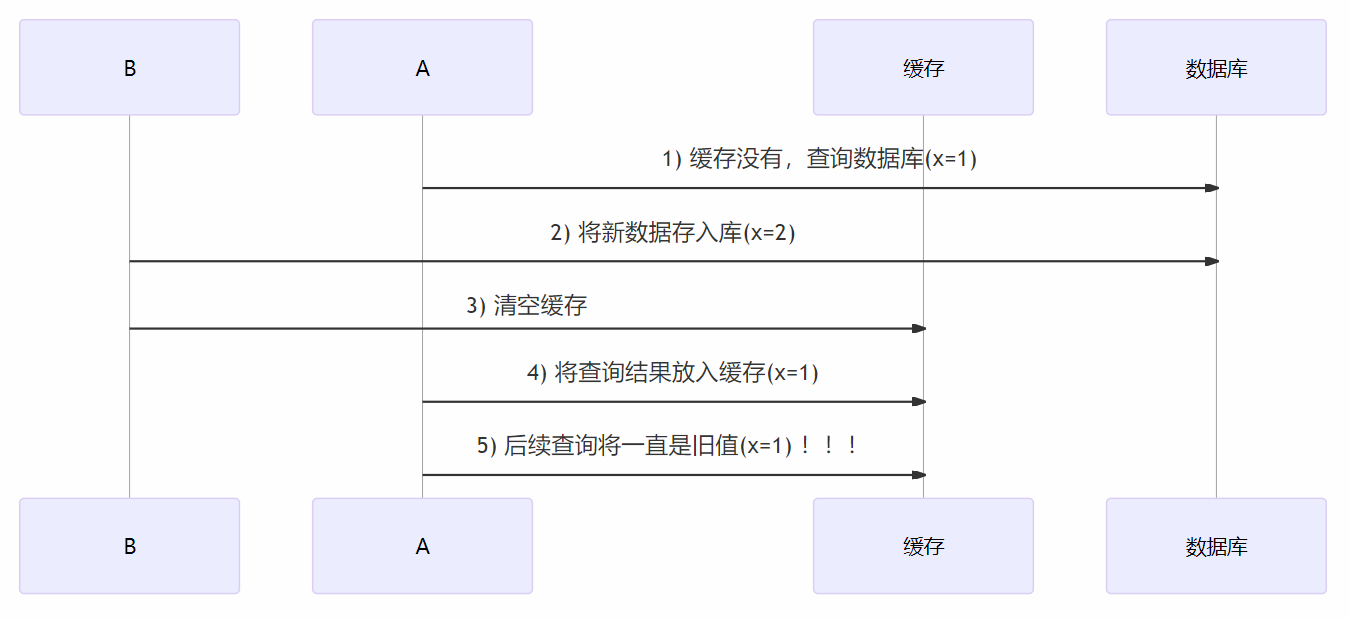 B
A
缓存
数据库
1) 缓存没有，查询数据库(x=1)
2) 将新数据存入库(x=2)
3) 清空缓存
4) 将查询结果放入缓存(x=1)
5) 后续查询将一直是旧值(x=1)！！！
B
A
缓存
数据库